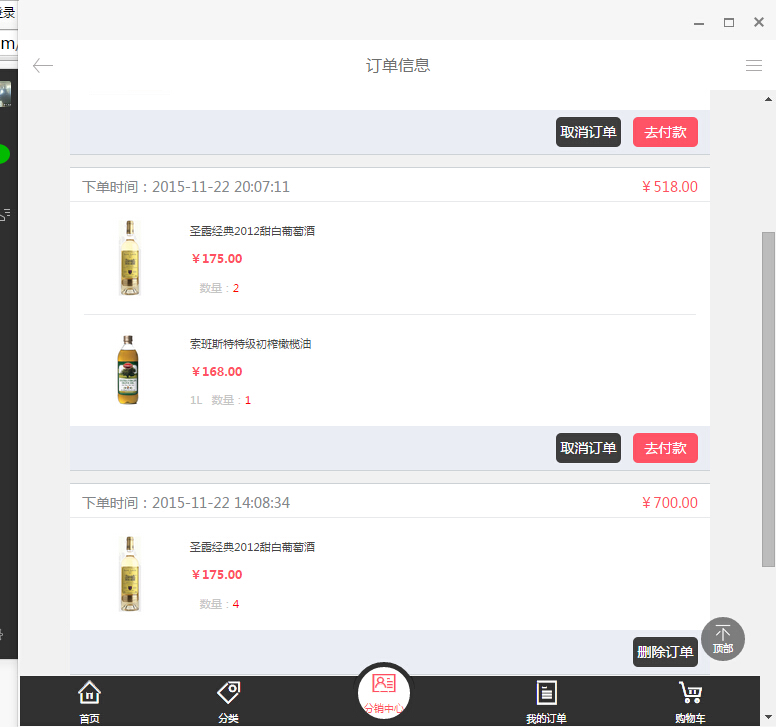 登录
m/
订单信息
取消订单 去付款
下单时间：2015-11-22 20:07:11 ￥518.00
圣露经典2012甜白葡萄酒
￥175.00
数量：2
索班斯特特级初榨橄榄油
￥168.00
1L 数量：1
取消订单 去付款
下单时间：2015-11-22 14:08:34 ￥700.00
圣露经典2012甜白葡萄酒
￥175.00
数量：4
顶部
删除订单
首页 分类 分销中心 我的订单 购物车